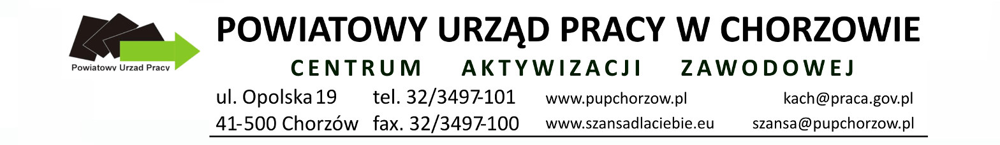 POWIATOWY URZĄD PRACY W CHORZOWIE
CENTRUM AKTYWIZACJI ZAWODOWEJ
Powiatowy Urzad Pracy
ul. Opolska 19 tel. 32/3497-101 www.pupchorzow.pl kach@praca.gov.pl
41-500 Chorzów fax. 32/3497-100 www.szansadlaciebie.eu szansa@pupchorzow.pl